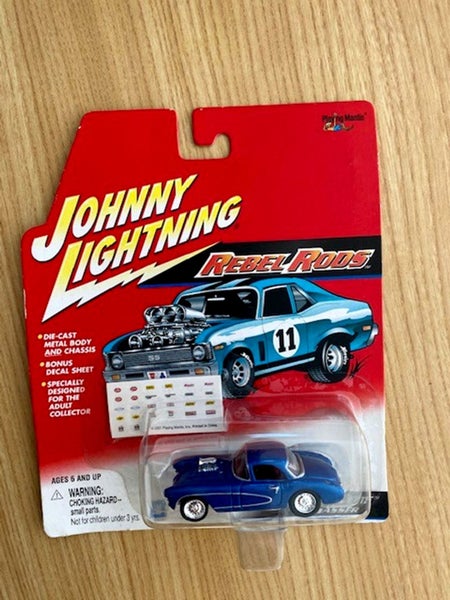 Playing Mantis
JOHNNY
LIGHTNING
REBEL RODS
• DIE-CAST
METAL BODY
AND CHASSIS
• BONUS
DECAL SHEET
• SPECIALLY
DESIGNED
FOR THE
ADULT
COLLECTOR
11
SS
AGES 6 AND UP
WARNING:
CHOKING HAZARD--
small parts.
Not for children under 3 yrs.